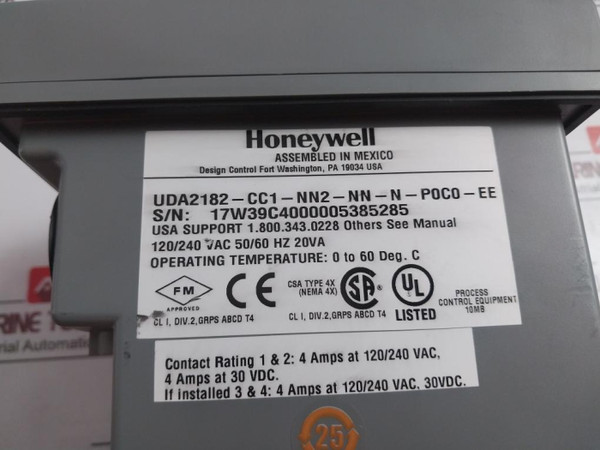 Honeywell
ASSEMBLED IN MEXICO
Design Control Fort Washington, PA 19034 USA
UDA2182-CC1-NN2-NN-N-P0C0-EE
S/N: 17W39C4000005385285
USA SUPPORT 1.800.343.0228 Others See Manual
120/240 VAC 50/60 HZ 20VA
OPERATING TEMPERATURE: 0 to 60 Deg. C
FM
APPROVED
CL I, DIV.2,GRPS ABCD T4
CE
CSA TYPE 4X
(NEMA 4X)
SA
CL I, DIV.2,GRPS ABCD T4
UL
LISTED
PROCESS
CONTROL EQUIPMENT
10MB
Contact Rating 1 & 2: 4 Amps at 120/240 VAC,
4 Amps at 30 VDC.
If installed 3 & 4: 4 Amps at 120/240 VAC, 30VDC.
25